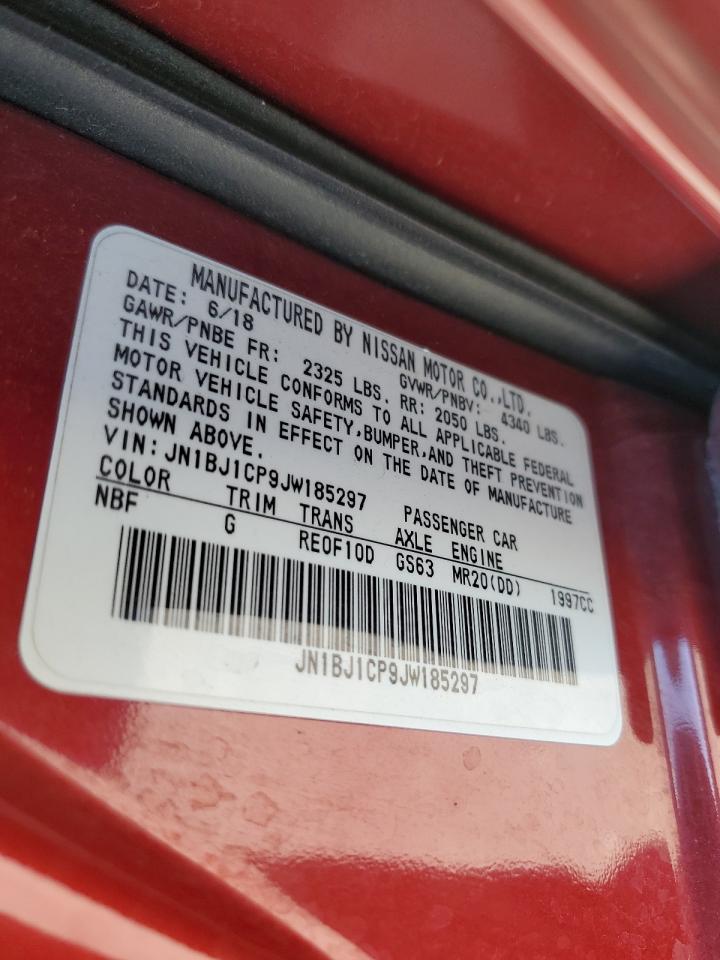 MANUFACTURED BY NISSAN MOTOR CO.,LTD.
DATE: 6/18 GVWR/PNBV: 4340 LBS.
GAWR/PNBE FR: 2325 LBS. RR: 2050 LBS.
THIS VEHICLE CONFORMS TO ALL APPLICABLE FEDERAL
MOTOR VEHICLE SAFETY,BUMPER,AND THEFT PREVENTION
STANDARDS IN EFFECT ON THE DATE OF MANUFACTURE
SHOWN ABOVE.
VIN: JN1BJ1CP9JW185297 PASSENGER CAR
COLOR TRIM TRANS AXLE ENGINE
NBF G RE0F10D GS63 MR20(DD) 1997CC
JN1BJ1CP9JW185297